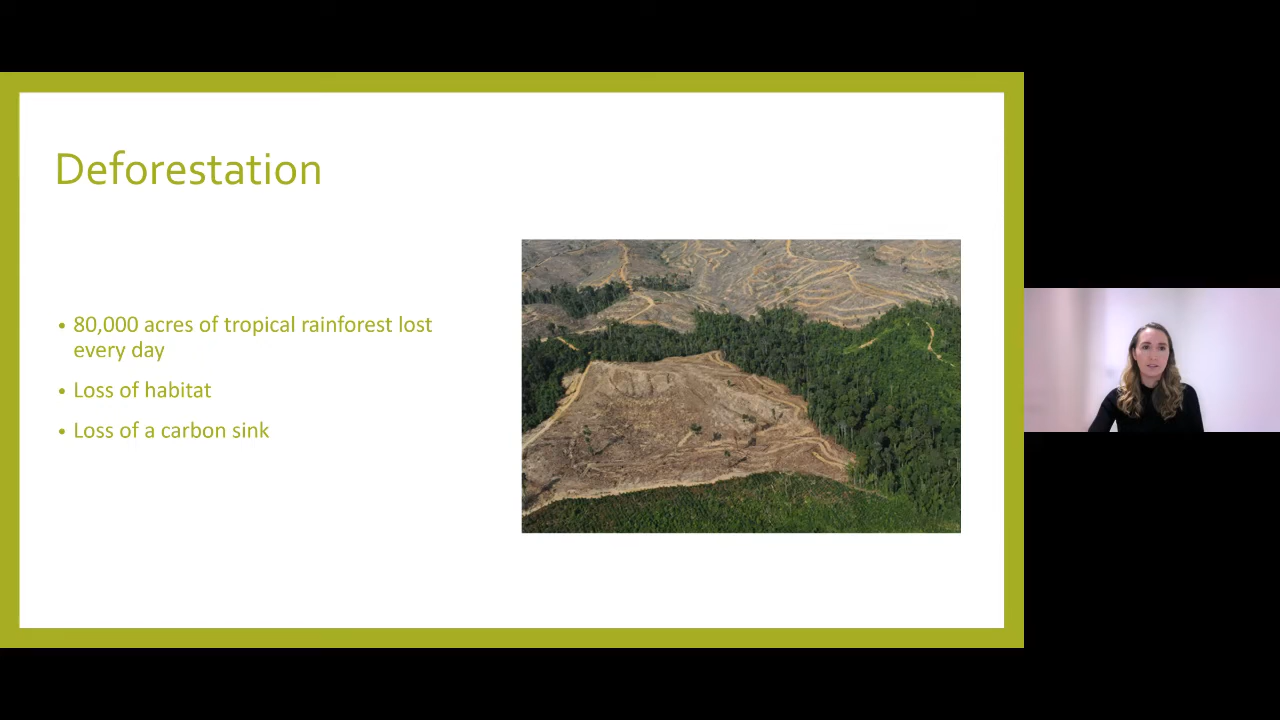 Deforestation
• 80,000 acres of tropical rainforest lost
every day
• Loss of habitat
• Loss of a carbon sink